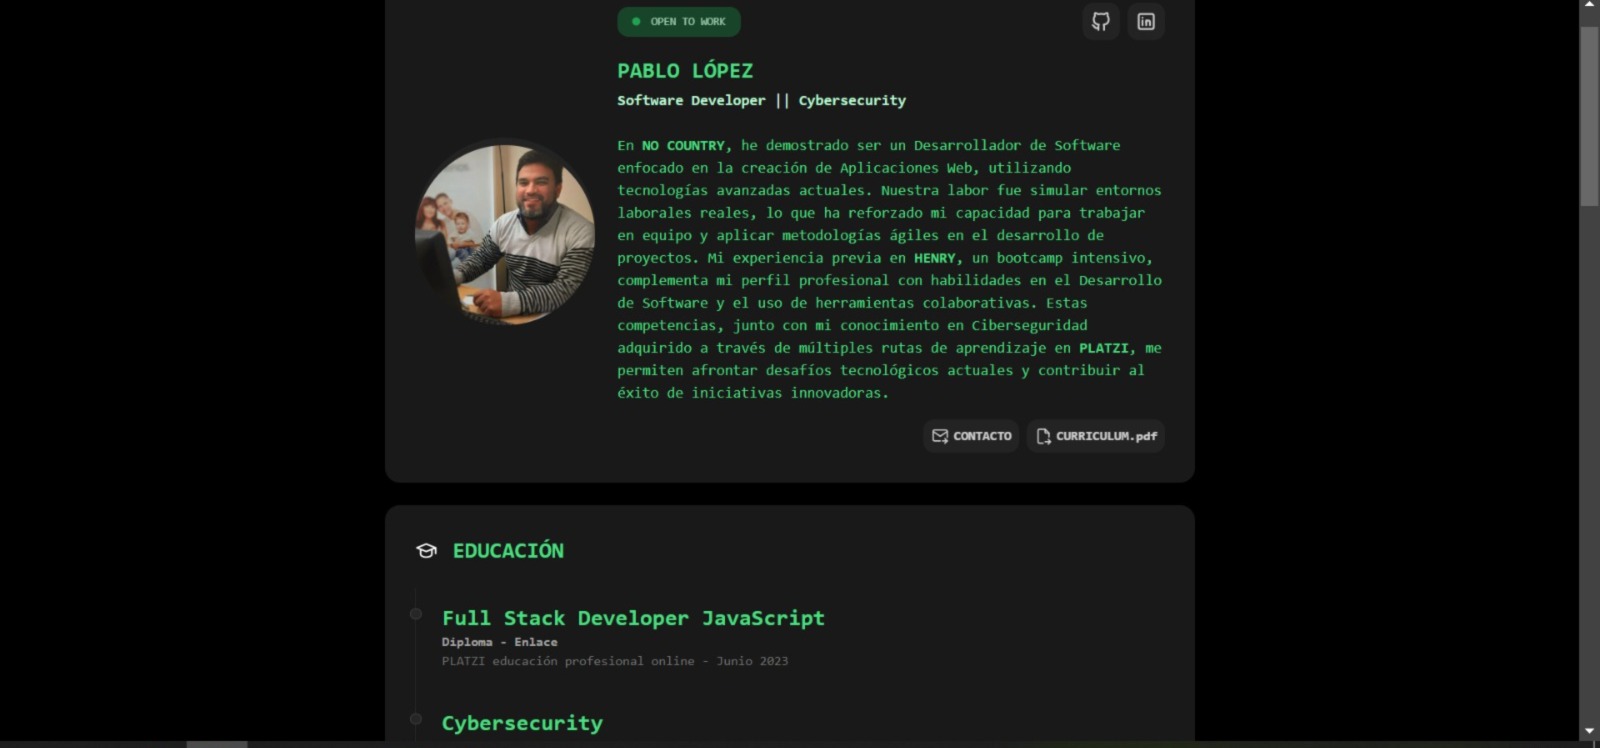 OPEN TO WORK
PABLO LÓPEZ
Software Developer || Cybersecurity
En NO COUNTRY, he demostrado ser un Desarrollador de Software
enfocado en la creación de Aplicaciones Web, utilizando
tecnologías avanzadas actuales. Nuestra labor fue simular entornos
laborales reales, lo que ha reforzado mi capacidad para trabajar
en equipo y aplicar metodologías ágiles en el desarrollo de
proyectos. Mi experiencia previa en HENRY, un bootcamp intensivo,
complementa mi perfil profesional con habilidades en el Desarrollo
de Software y el uso de herramientas colaborativas. Estas
competencias, junto con mi conocimiento en Ciberseguridad
adquirido a través de múltiples rutas de aprendizaje en PLATZI, me
permiten afrontar desafíos tecnológicos actuales y contribuir al
éxito de iniciativas innovadoras.
CONTACTO CURRICULUM.pdf
EDUCACIÓN
Full Stack Developer JavaScript
Diploma - Enlace
PLATZI educación profesional online - Junio 2023
Cybersecurity